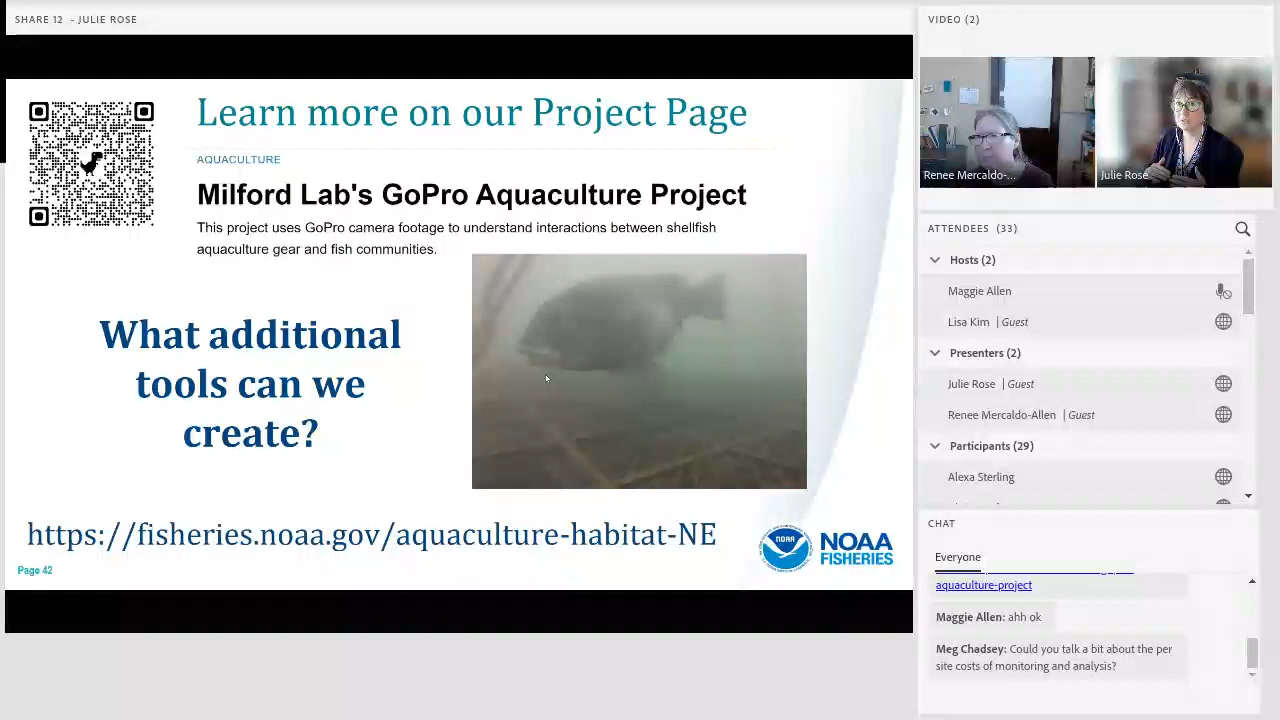 SHARE 12 - JULIE ROSE
Learn more on our Project Page
AQUACULTURE
Milford Lab's GoPro Aquaculture Project
This project uses GoPro camera footage to understand interactions between shellfish
aquaculture gear and fish communities.
What additional
tools can we
create?
https://fisheries.noaa.gov/aquaculture-habitat-NE
NOAA
NOAA
FISHERIES
Page 42
VIDEO (2)
Renee Mercaldo-...
Julie Rose
ATTENDEES (33)
Hosts (2)
Maggie Allen
Lisa Kim | Guest
Presenters (2)
Julie Rose | Guest
Renee Mercaldo-Allen | Guest
Participants (29)
Alexa Sterling
CHAT
Everyone
aquaculture-project
Maggie Allen: ahh ok
Meg Chadsey: Could you talk a bit about the per
site costs of monitoring and analysis?